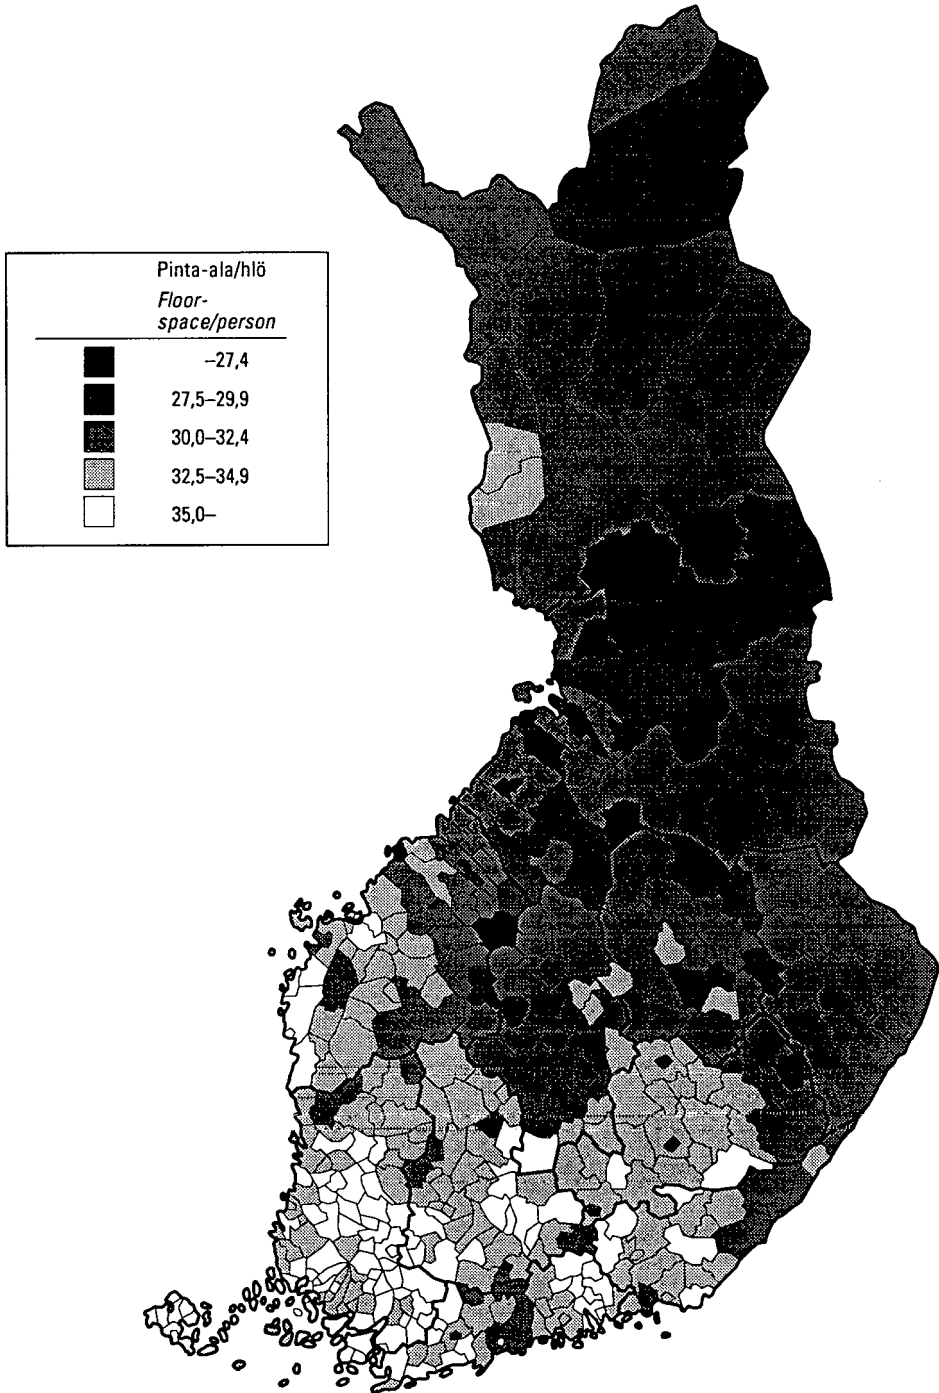 Pinta-ala/hlö
Floor-
space/person
–27,4
27,5–29,9
30,0–32,4
32,5–34,9
35,0–